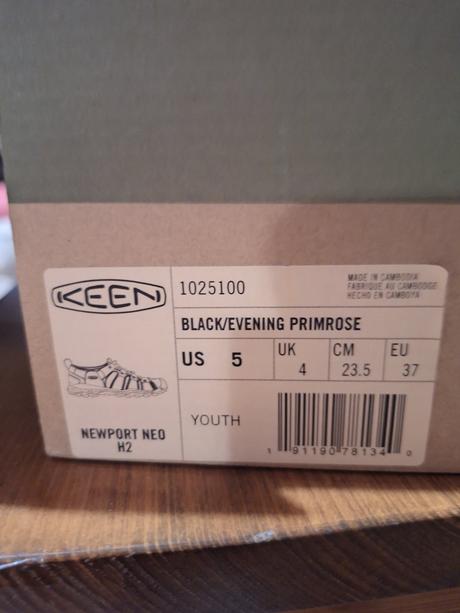 KEEN
1025100
MADE IN CAMBODIA
FABRIQUE AU CAMBODGE
HECHO EN CAMBOYA
BLACK/EVENING PRIMROSE
US 5
UK 4
CM 23.5
EU 37
NEWPORT NEO
H2
YOUTH
1 91190 78134 0